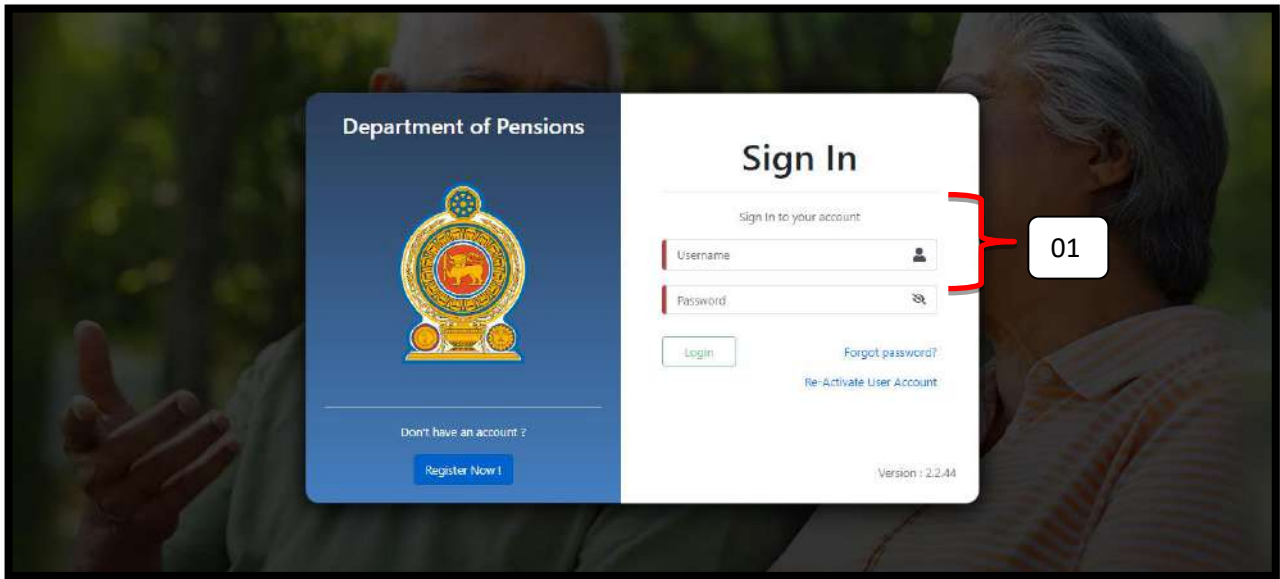 Department of Pensions
Don't have an account ?
Register Now !
Sign In
Sign In to your account
Username
Password
Login
Forgot password?
Re-Activate User Account
Version : 2.2.44
01